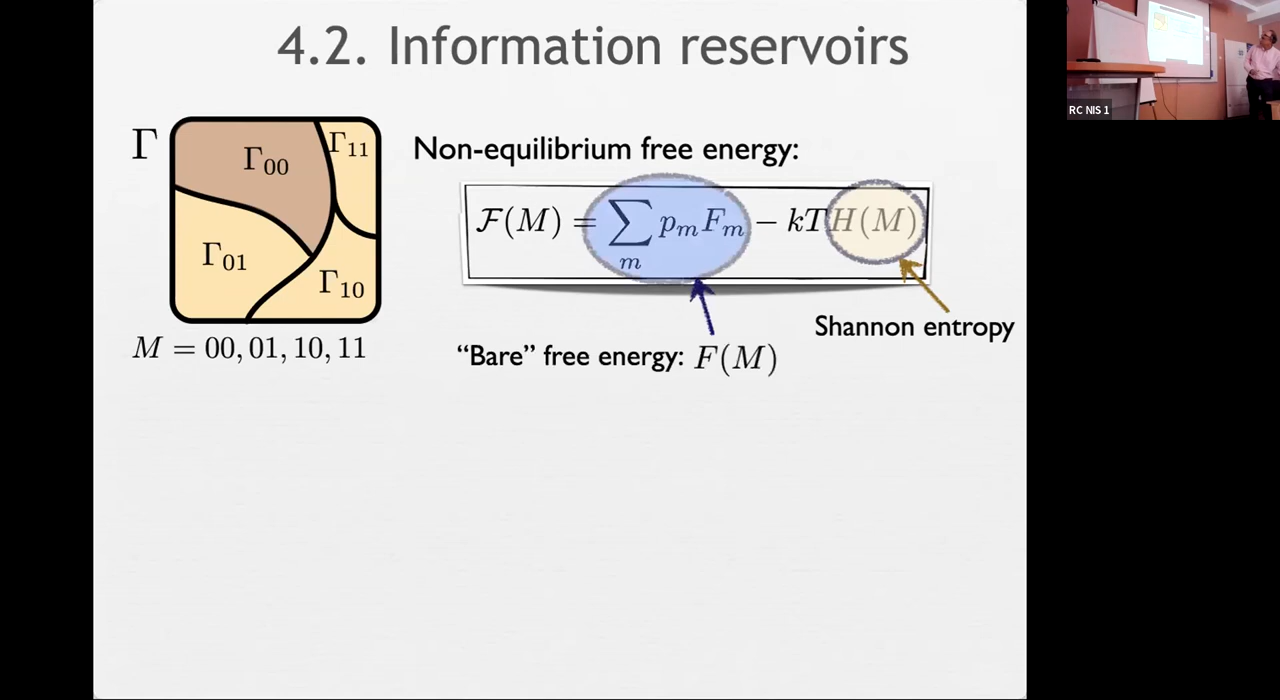 4.2. Information reservoirs
Γ
Γ₀₀
Γ₁₁
Γ₀₁
Γ₁₀
M = 00, 01, 10, 11
Non-equilibrium free energy:
ℱ(M) = ∑ₘ pₘFₘ − kTH(M)
Shannon entropy
“Bare” free energy: F(M)
RC NIS 1